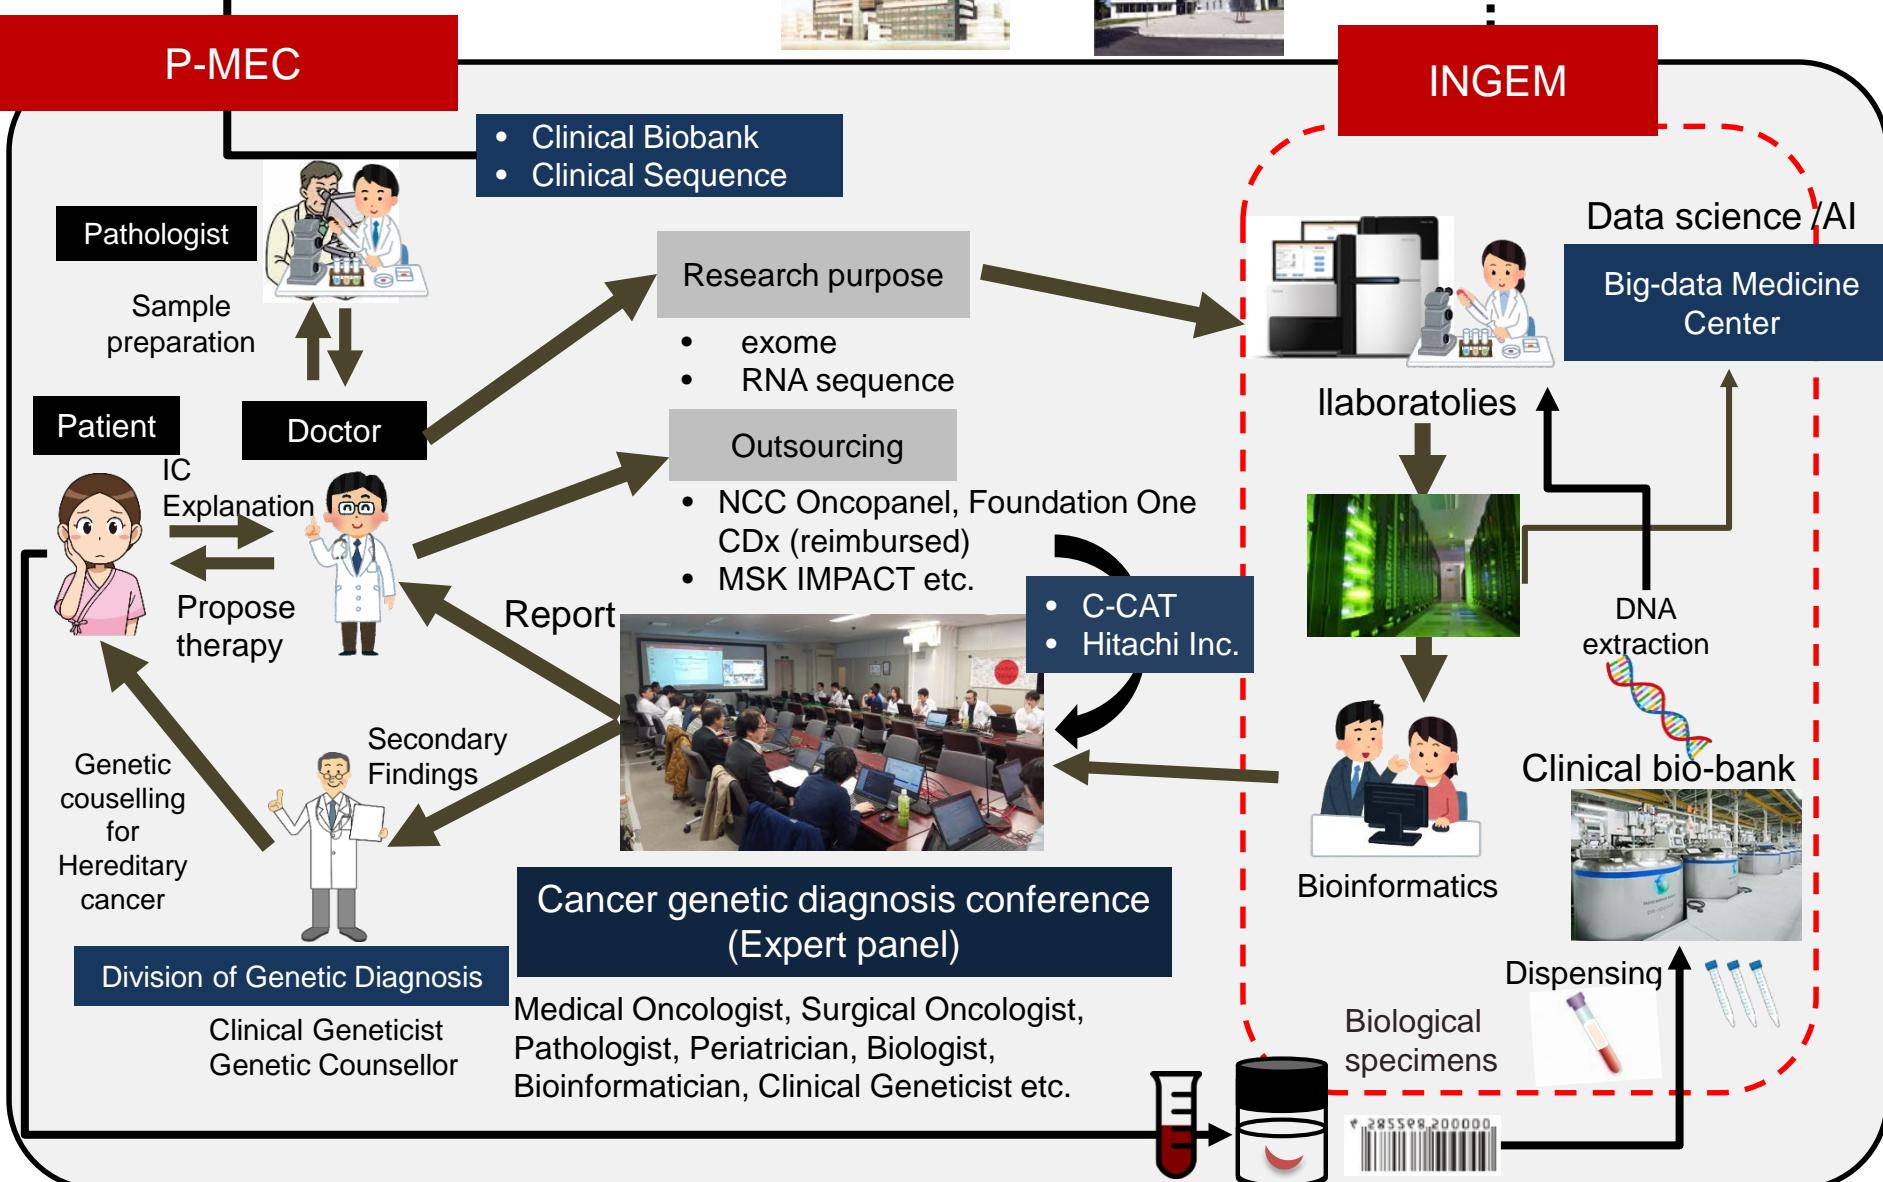 P-MEC
INGEM
• Clinical Biobank
• Clinical Sequence
Pathologist
Sample
preparation
Patient
Doctor
IC
Explanation
Propose
therapy
Research purpose
• exome
• RNA sequence
Outsourcing
• NCC Oncopanel, Foundation One
CDx (reimbursed)
• MSK IMPACT etc.
• C-CAT
• Hitachi Inc.
Report
Secondary
Findings
Genetic
couselling
for
Hereditary
cancer
Division of Genetic Diagnosis
Clinical Geneticist
Genetic Counsellor
Cancer genetic diagnosis conference
(Expert panel)
Medical Oncologist, Surgical Oncologist,
Pathologist, Periatrician, Biologist,
Bioinformatician, Clinical Geneticist etc.
Data science /AI
Big-data Medicine
Center
llaboratolies
DNA
extraction
Clinical bio-bank
Bioinformatics
Dispensing
Biological
specimens
4 582268 500000